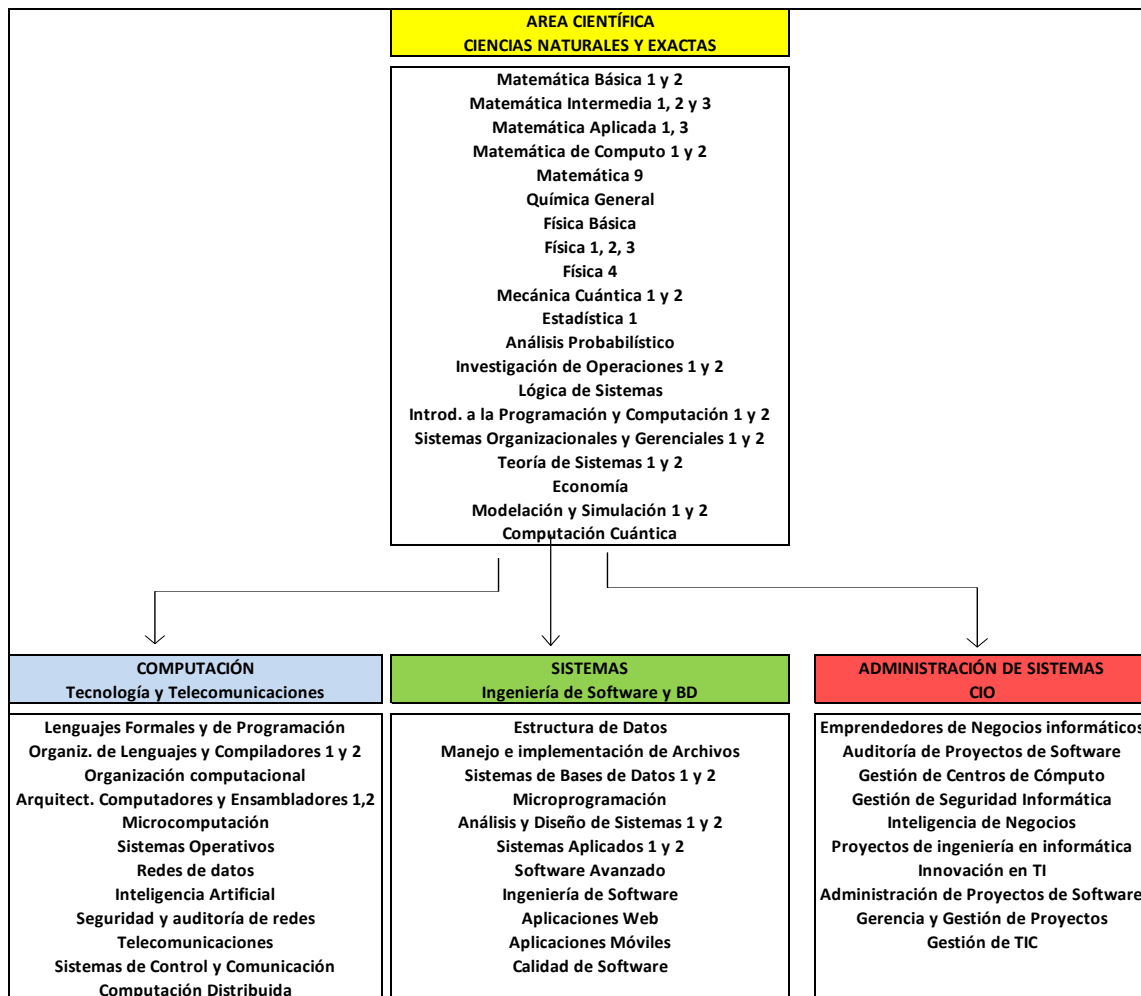 AREA CIENTÍFICA
CIENCIAS NATURALES Y EXACTAS
Matemática Básica 1 y 2
Matemática Intermedia 1, 2 y 3
Matemática Aplicada 1, 3
Matemática de Computo 1 y 2
Matemática 9
Química General
Física Básica
Física 1, 2, 3
Física 4
Mecánica Cuántica 1 y 2
Estadística 1
Análisis Probabilístico
Investigación de Operaciones 1 y 2
Lógica de Sistemas
Introd. a la Programación y Computación 1 y 2
Sistemas Organizacionales y Gerenciales 1 y 2
Teoría de Sistemas 1 y 2
Economía
Modelación y Simulación 1 y 2
Computación Cuántica
COMPUTACIÓN
Tecnología y Telecomunicaciones
Lenguajes Formales y de Programación
Organiz. de Lenguajes y Compiladores 1 y 2
Organización computacional
Arquitect. Computadores y Ensambladores 1,2
Microcomputación
Sistemas Operativos
Redes de datos
Inteligencia Artificial
Seguridad y auditoría de redes
Telecomunicaciones
Sistemas de Control y Comunicación
Computación Distribuida
SISTEMAS
Ingeniería de Software y BD
Estructura de Datos
Manejo e implementación de Archivos
Sistemas de Bases de Datos 1 y 2
Microprogramación
Análisis y Diseño de Sistemas 1 y 2
Sistemas Aplicados 1 y 2
Software Avanzado
Ingeniería de Software
Aplicaciones Web
Aplicaciones Móviles
Calidad de Software
ADMINISTRACIÓN DE SISTEMAS
CIO
Emprendedores de Negocios informáticos
Auditoría de Proyectos de Software
Gestión de Centros de Cómputo
Gestión de Seguridad Informática
Inteligencia de Negocios
Proyectos de ingeniería en informática
Innovación en TI
Administración de Proyectos de Software
Gerencia y Gestión de Proyectos
Gestión de TIC